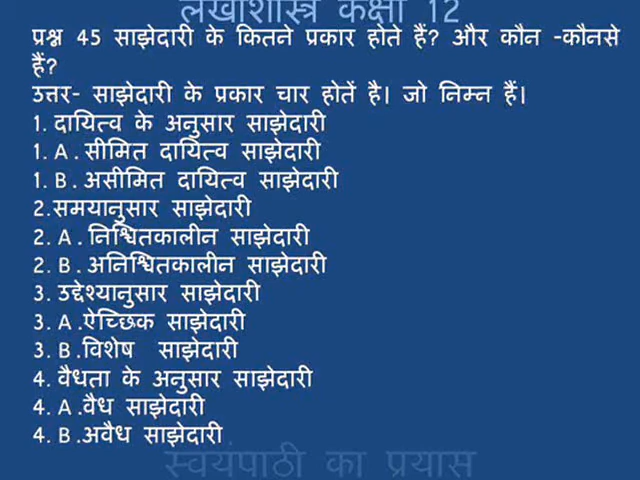 लेखाशास्त्र कक्षा 12
प्रश्न 45 साझेदारी के कितने प्रकार होते हैं? और कौन -कौनसे
हैं?
उत्तर- साझेदारी के प्रकार चार होतें है। जो निम्न हैं।
1. दायित्व के अनुसार साझेदारी
1. A . सीमित दायित्व साझेदारी
1. B . असीमित दायित्व साझेदारी
2.समयानुसार साझेदारी
2. A . निश्चितकालीन साझेदारी
2. B . अनिश्चितकालीन साझेदारी
3. उद्देश्यानुसार साझेदारी
3. A .ऐच्छिक साझेदारी
3. B .विशेष साझेदारी
4. वैधता के अनुसार साझेदारी
4. A .वैध साझेदारी
4. B .अवैध साझेदारी
स्वयंपाठी का प्रयास